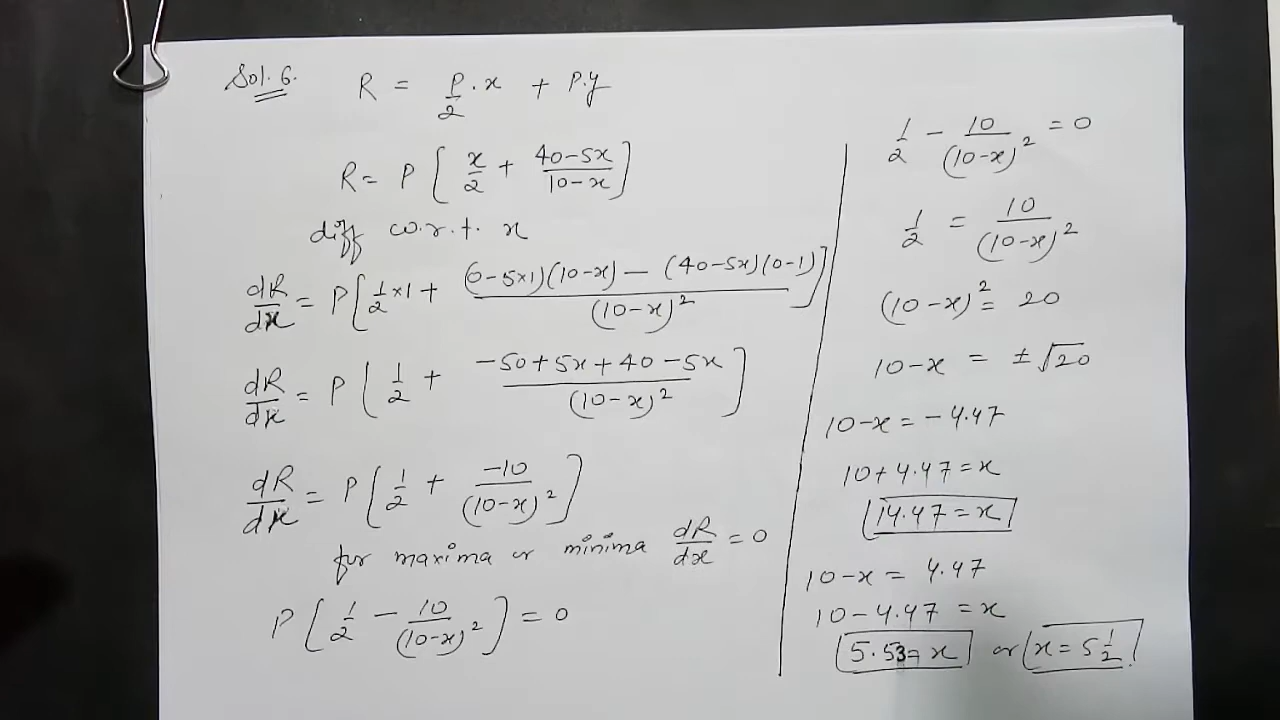 Sol. 6. R = P/2 . x + P.y
R = P [ x/2 + (40-5x)/(10-x) ]
diff w.r.t. x
dR/dx = P[ 1/2 × 1 + ((0-5×1)(10-x) - (40-5x)(0-1))/(10-x)² ]
dR/dx = P [ 1/2 + (-50+5x+40-5x)/(10-x)² ]
dR/dx = P [ 1/2 + -10/(10-x)² ]
for maxima or minima dR/dx = 0
P [ 1/2 - 10/(10-x)² ] = 0
1/2 - 10/(10-x)² = 0
1/2 = 10/(10-x)²
(10-x)² = 20
10-x = ±√20
10-x = -4.47
10+4.47 = x
14.47 = x
10-x = 4.47
10-4.47 = x
5.53 = x or x = 5 1/2